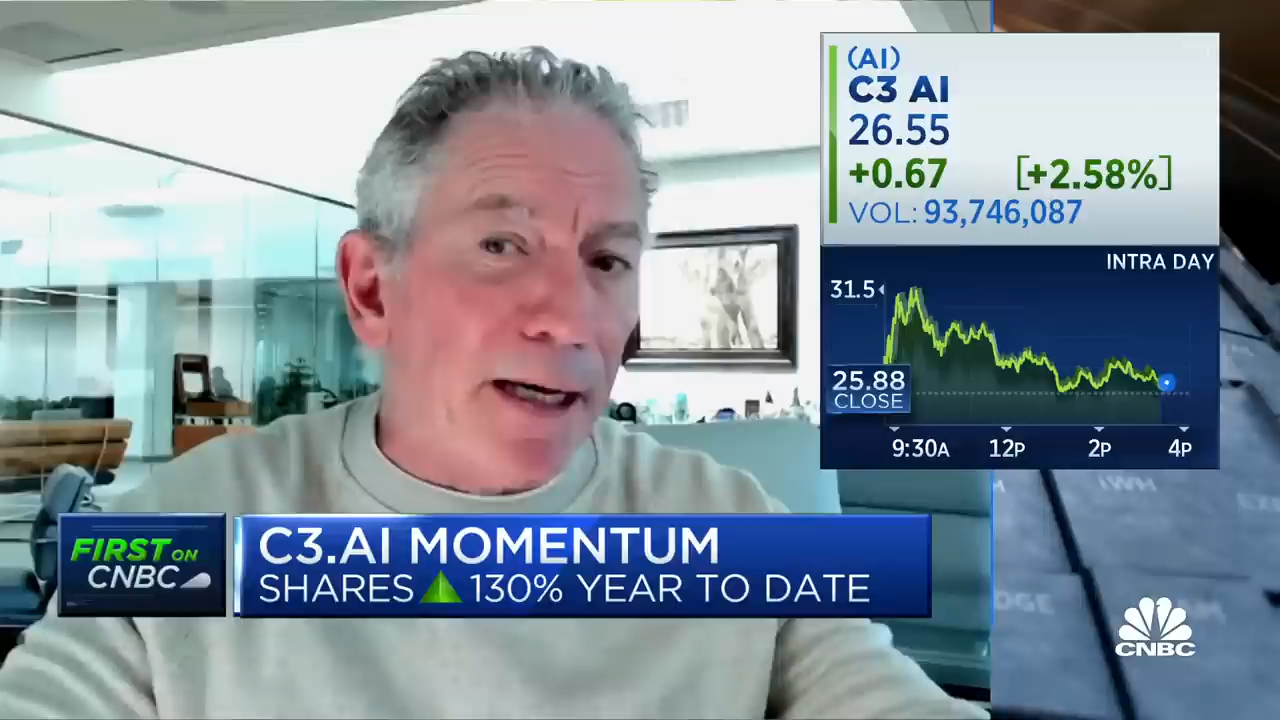 (AI)
C3 AI
26.55
+0.67 [+2.58%]
VOL: 93,746,087
INTRA DAY
31.5
25.88
CLOSE
9:30A 12P 2P 4P
FIRST ON
CNBC
C3.AI MOMENTUM
SHARES ▲ 130% YEAR TO DATE
CNBC